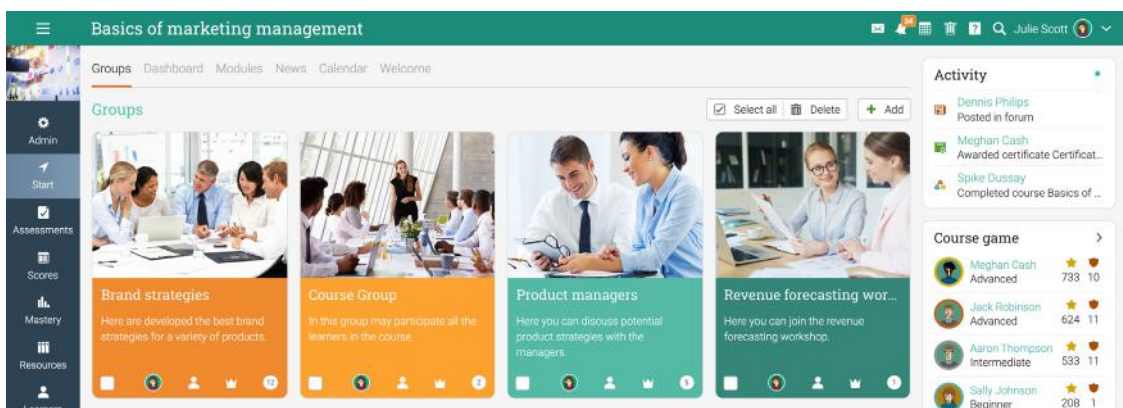 Basics of marketing management
34
Julie Scott
Groups Dashboard Modules News Calendar Welcome
Groups
Select all Delete Add
Admin
Start
Assessments
Scores
Mastery
Resources
Learners
Brand strategies
Here are developed the best brand
strategies for a variety of products.
12
Course Group
In this group may participate all the
learners in the course.
2
Product managers
Here you can discuss potential
product strategies with the
managers.
5
Revenue forecasting wor...
Here you can join the revenue
forecasting workshop.
1
Activity
Dennis Philips
Posted in forum
Meghan Cash
Awarded certificate Certificat...
Spike Dussay
Completed course Basics of ...
Course game
Meghan Cash
Advanced 733 10
Jack Robinson
Advanced 624 11
Aaron Thompson
Intermediate 533 11
Sally Johnson
Beginner 208 1